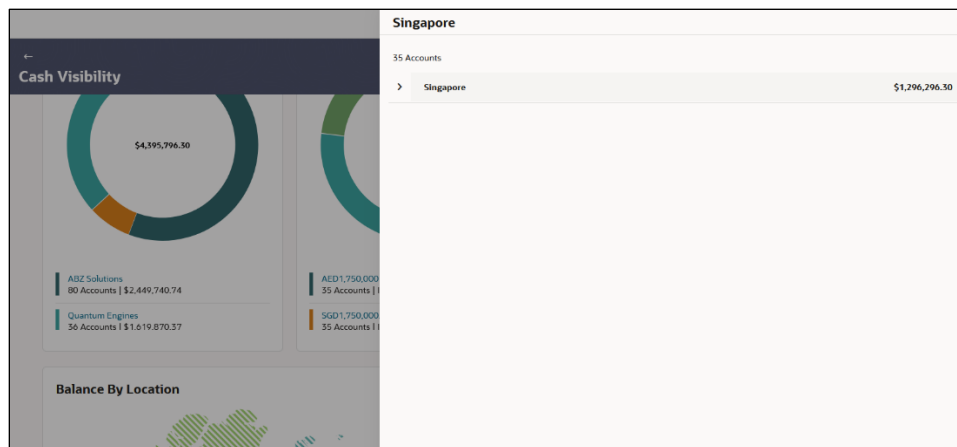 Singapore
35 Accounts
Singapore
$1,296,296.30
←
Cash Visibility
$4,395,796.30
ABZ Solutions
80 Accounts | $2,449,740.74
Quantum Engines
36 Accounts | $1,619,870.37
AED1,750,000
35 Accounts |
SGD1,750,000
35 Accounts |
Balance By Location